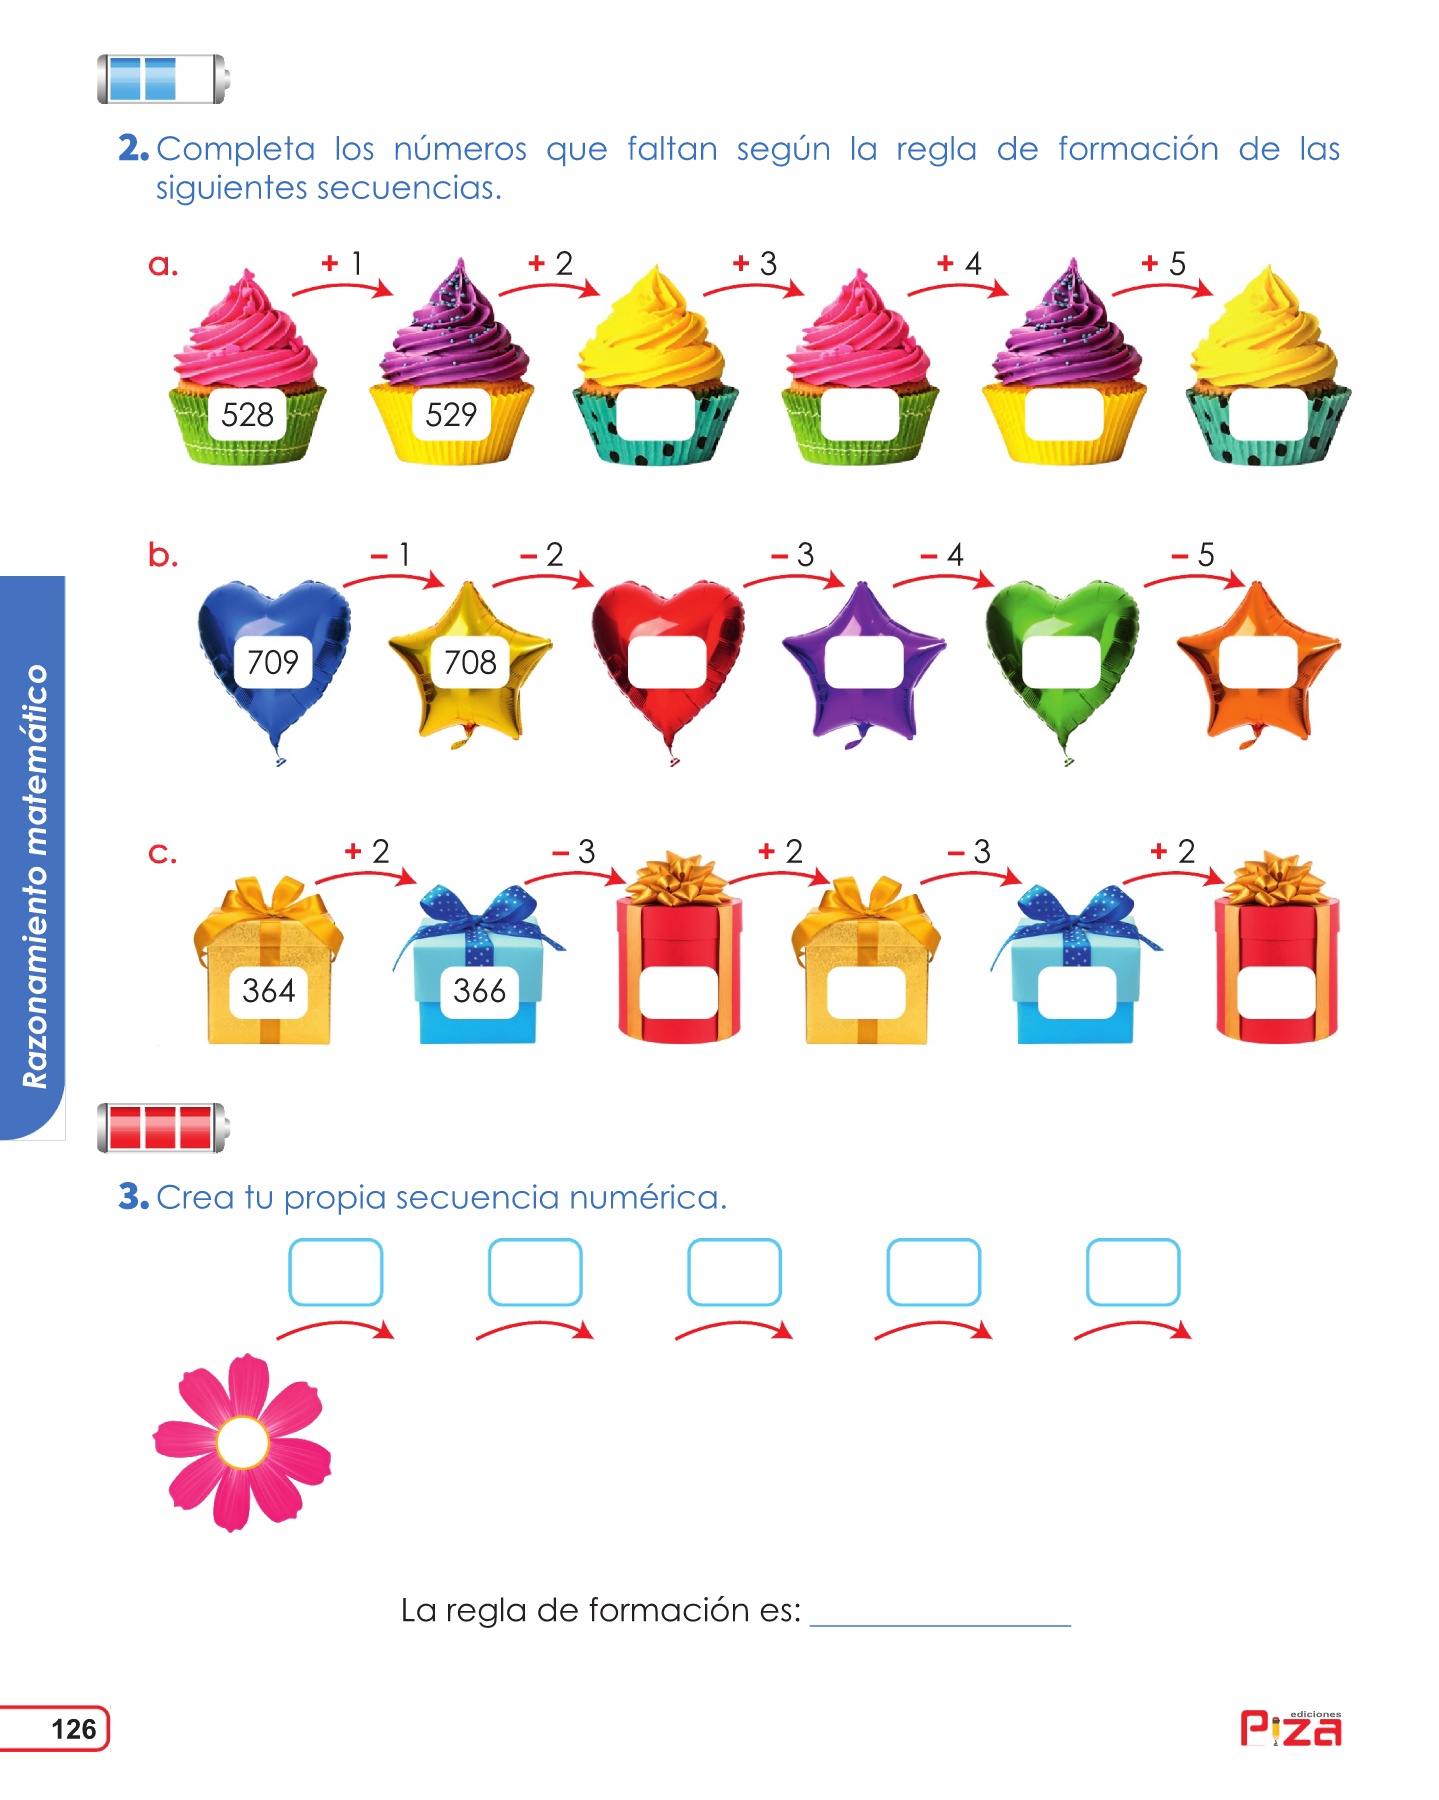 2. Completa los números que faltan según la regla de formación de las
siguientes secuencias.
a. + 1 + 2 + 3 + 4 + 5
528 529
b. – 1 – 2 – 3 – 4 – 5
709 708
c. + 2 – 3 + 2 – 3 + 2
364 366
Razonamiento matemático
3. Crea tu propia secuencia numérica.
La regla de formación es: ________________
126
ediciones
Piza